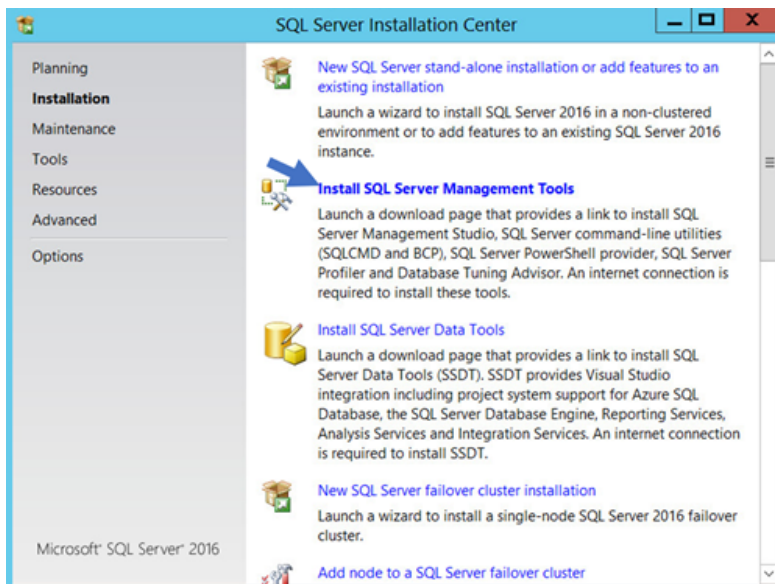 SQL Server Installation Center
Planning
Installation
Maintenance
Tools
Resources
Advanced
Options
Microsoft® SQL Server® 2016
New SQL Server stand-alone installation or add features to an
existing installation
Launch a wizard to install SQL Server 2016 in a non-clustered
environment or to add features to an existing SQL Server 2016
instance.
Install SQL Server Management Tools
Launch a download page that provides a link to install SQL
Server Management Studio, SQL Server command-line utilities
(SQLCMD and BCP), SQL Server PowerShell provider, SQL Server
Profiler and Database Tuning Advisor. An internet connection is
required to install these tools.
Install SQL Server Data Tools
Launch a download page that provides a link to install SQL
Server Data Tools (SSDT). SSDT provides Visual Studio
integration including project system support for Azure SQL
Database, the SQL Server Database Engine, Reporting Services,
Analysis Services and Integration Services. An internet connection
is required to install SSDT.
New SQL Server failover cluster installation
Launch a wizard to install a single-node SQL Server 2016 failover
cluster.
Add node to a SQL Server failover cluster